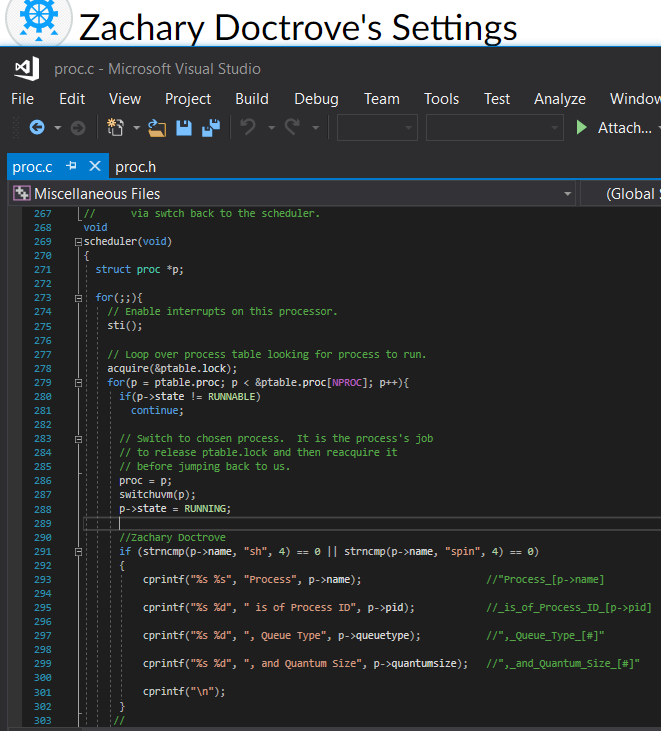 Zachary Doctrove's Settings
proc.c - Microsoft Visual Studio
File Edit View Project Build Debug Team Tools Test Analyze Window
Attach...
proc.c proc.h
Miscellaneous Files (Global
267 // via swtch back to the scheduler.
268 void
269 scheduler(void)
270 {
271 struct proc *p;
272
273 for(;;){
274 // Enable interrupts on this processor.
275 sti();
276
277 // Loop over process table looking for process to run.
278 acquire(&ptable.lock);
279 for(p = ptable.proc; p < &ptable.proc[NPROC]; p++){
280 if(p->state != RUNNABLE)
281 continue;
282
283 // Switch to chosen process.  It is the process's job
284 // to release ptable.lock and then reacquire it
285 // before jumping back to us.
286 proc = p;
287 switchuvm(p);
288 p->state = RUNNING;
289
290 //Zachary Doctrove
291 if (strncmp(p->name, "sh", 4) == 0 || strncmp(p->name, "spin", 4) == 0)
292 {
293 cprintf("%s %s", "Process", p->name); //"Process_[p->name]
294
295 cprintf("%s %d", " is of Process ID", p->pid); //_is_of_Process_ID_[p->pid]
296
297 cprintf("%s %d", ", Queue Type", p->queuetype); //",_Queue_Type_[#]"
298
299 cprintf("%s %d", ", and Quantum Size", p->quantumsize); //",_and_Quantum_Size_[#]"
300
301 cprintf("\n");
302 }
303 //